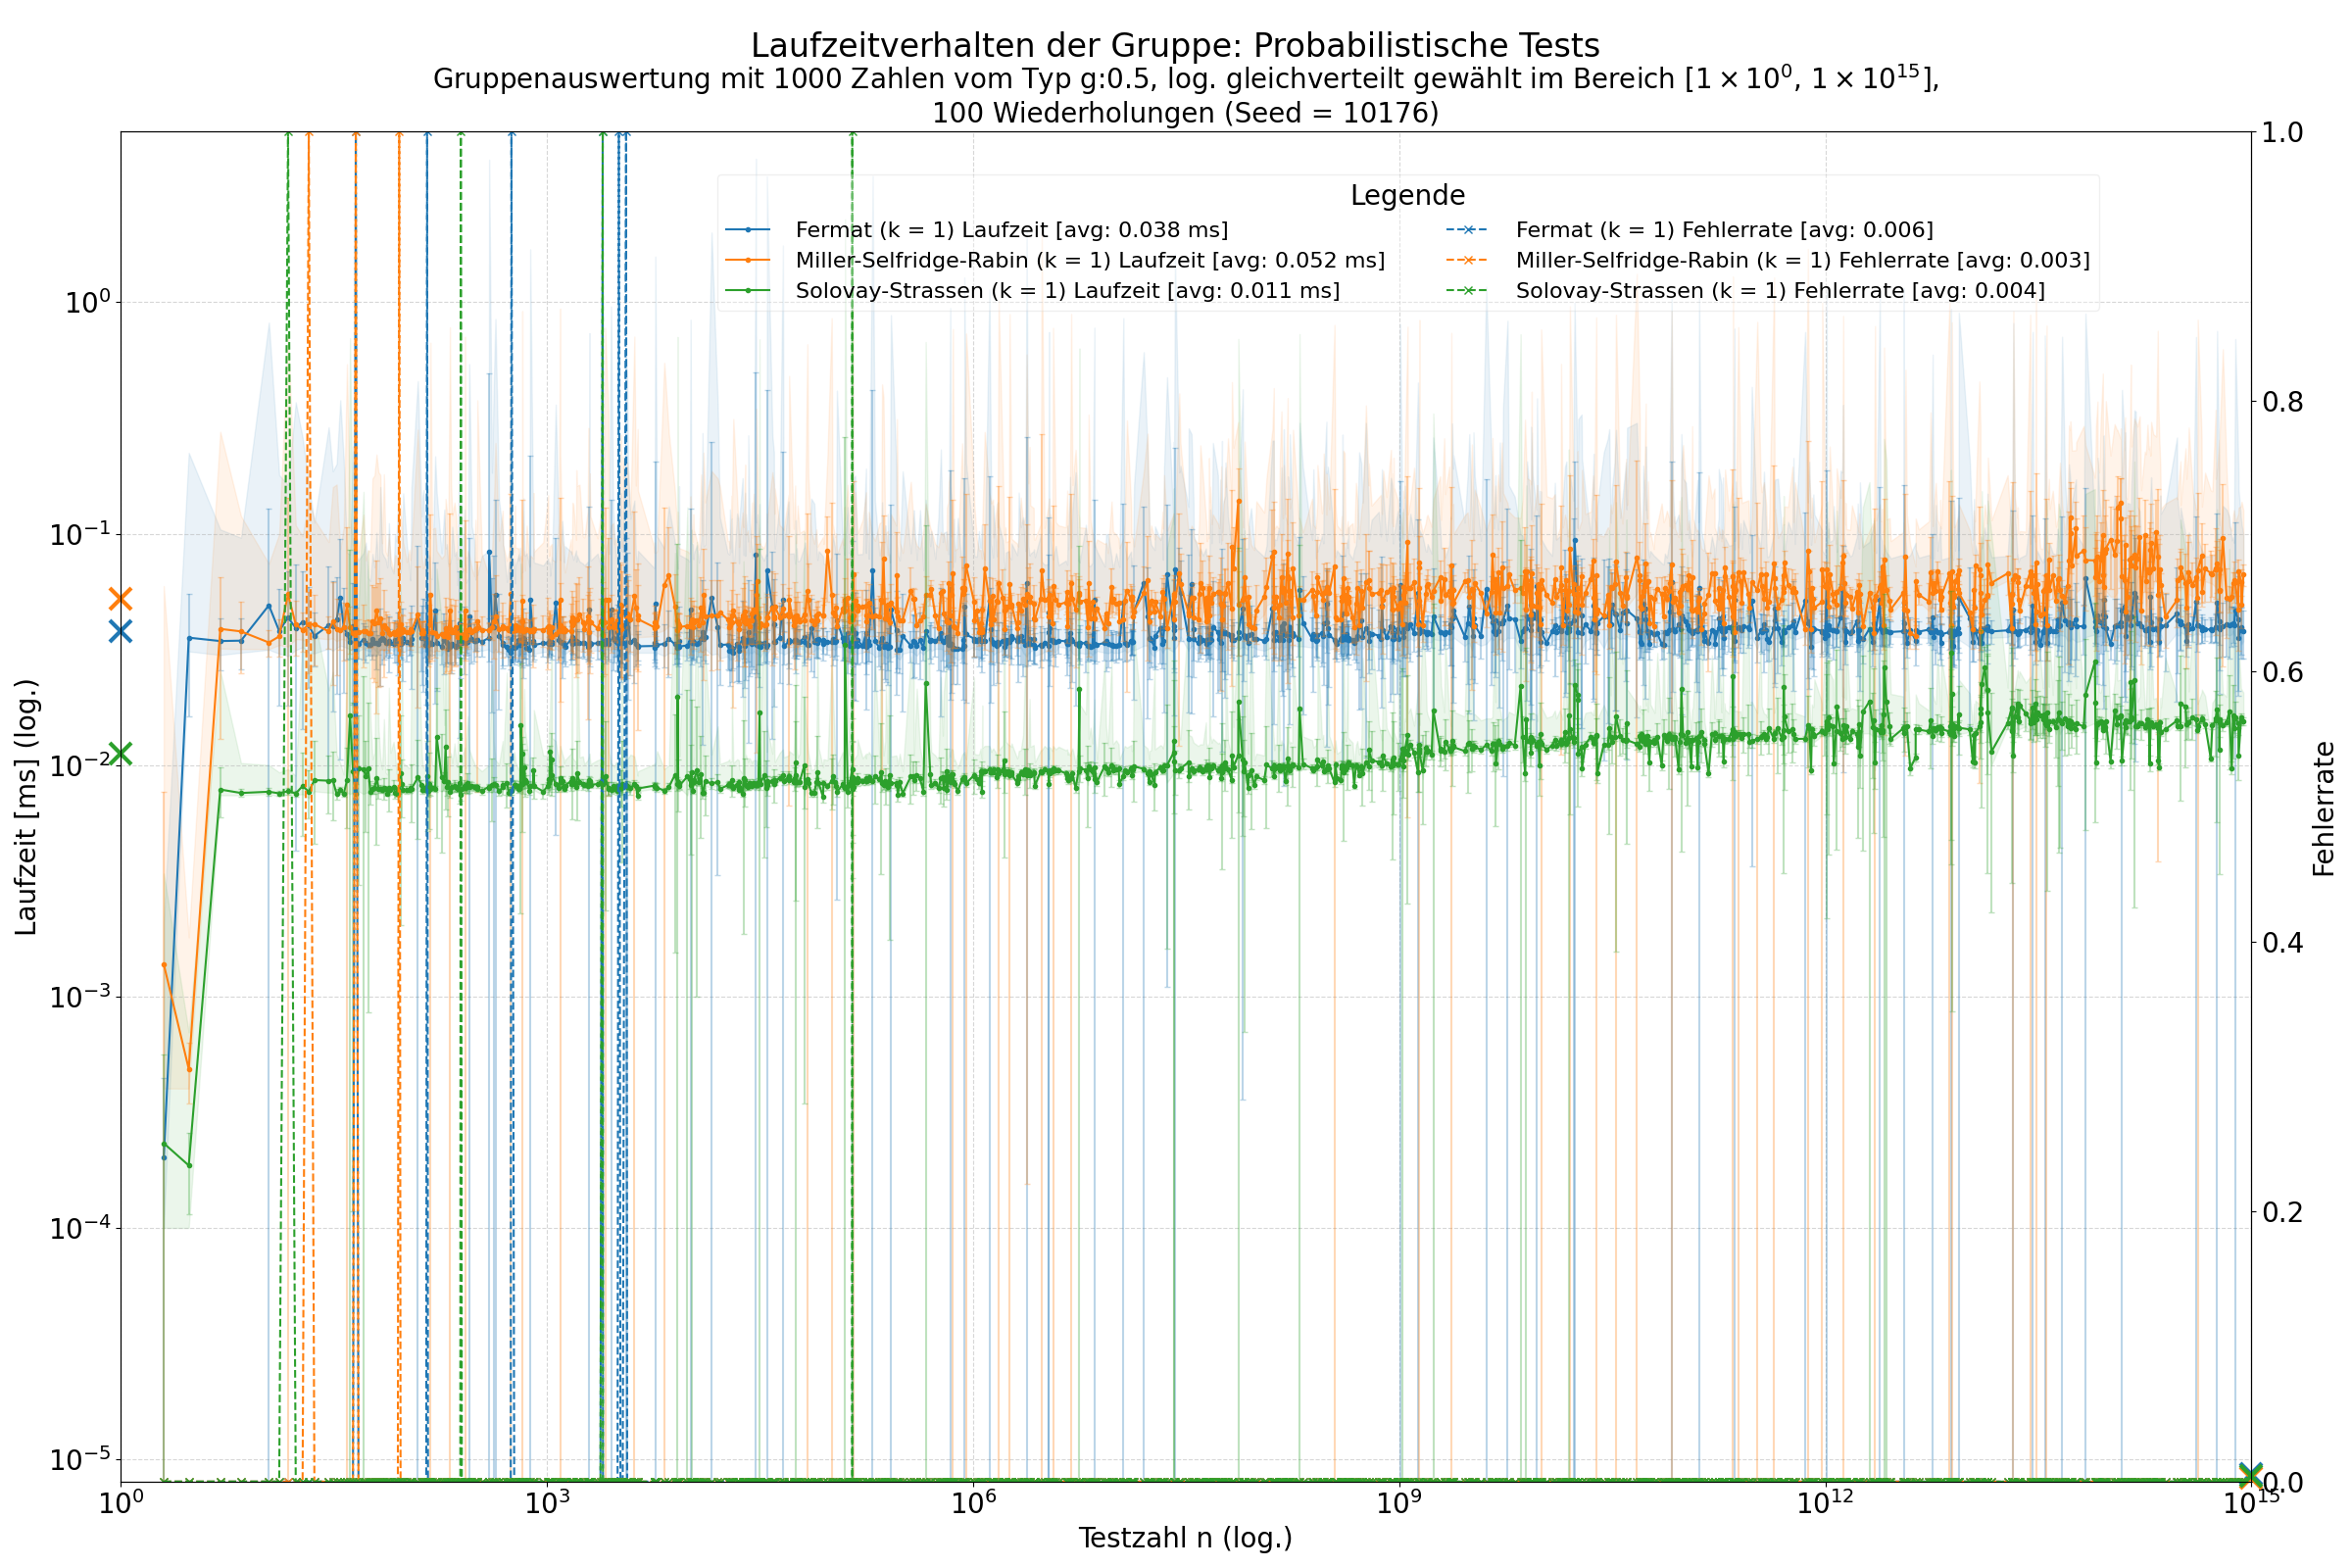 Laufzeitverhalten der Gruppe: Probabilistische Tests
Gruppenauswertung mit 1000 Zahlen vom Typ g:0.5, log. gleichverteilt gewählt im Bereich [1 × 10⁰, 1 × 10¹⁵],
100 Wiederholungen (Seed = 10176)
Legende
Fermat (k = 1) Laufzeit [avg: 0.038 ms]
Miller-Selfridge-Rabin (k = 1) Laufzeit [avg: 0.052 ms]
Solovay-Strassen (k = 1) Laufzeit [avg: 0.011 ms]
Fermat (k = 1) Fehlerrate [avg: 0.006]
Miller-Selfridge-Rabin (k = 1) Fehlerrate [avg: 0.003]
Solovay-Strassen (k = 1) Fehlerrate [avg: 0.004]
Laufzeit [ms] (log.)
10⁰
10⁻¹
10⁻²
10⁻³
10⁻⁴
10⁻⁵
1.0
0.8
0.6
0.4
0.2
0.0
Fehlerrate
10⁰
10³
10⁶
10⁹
10¹²
10¹⁵
Testzahl n (log.)